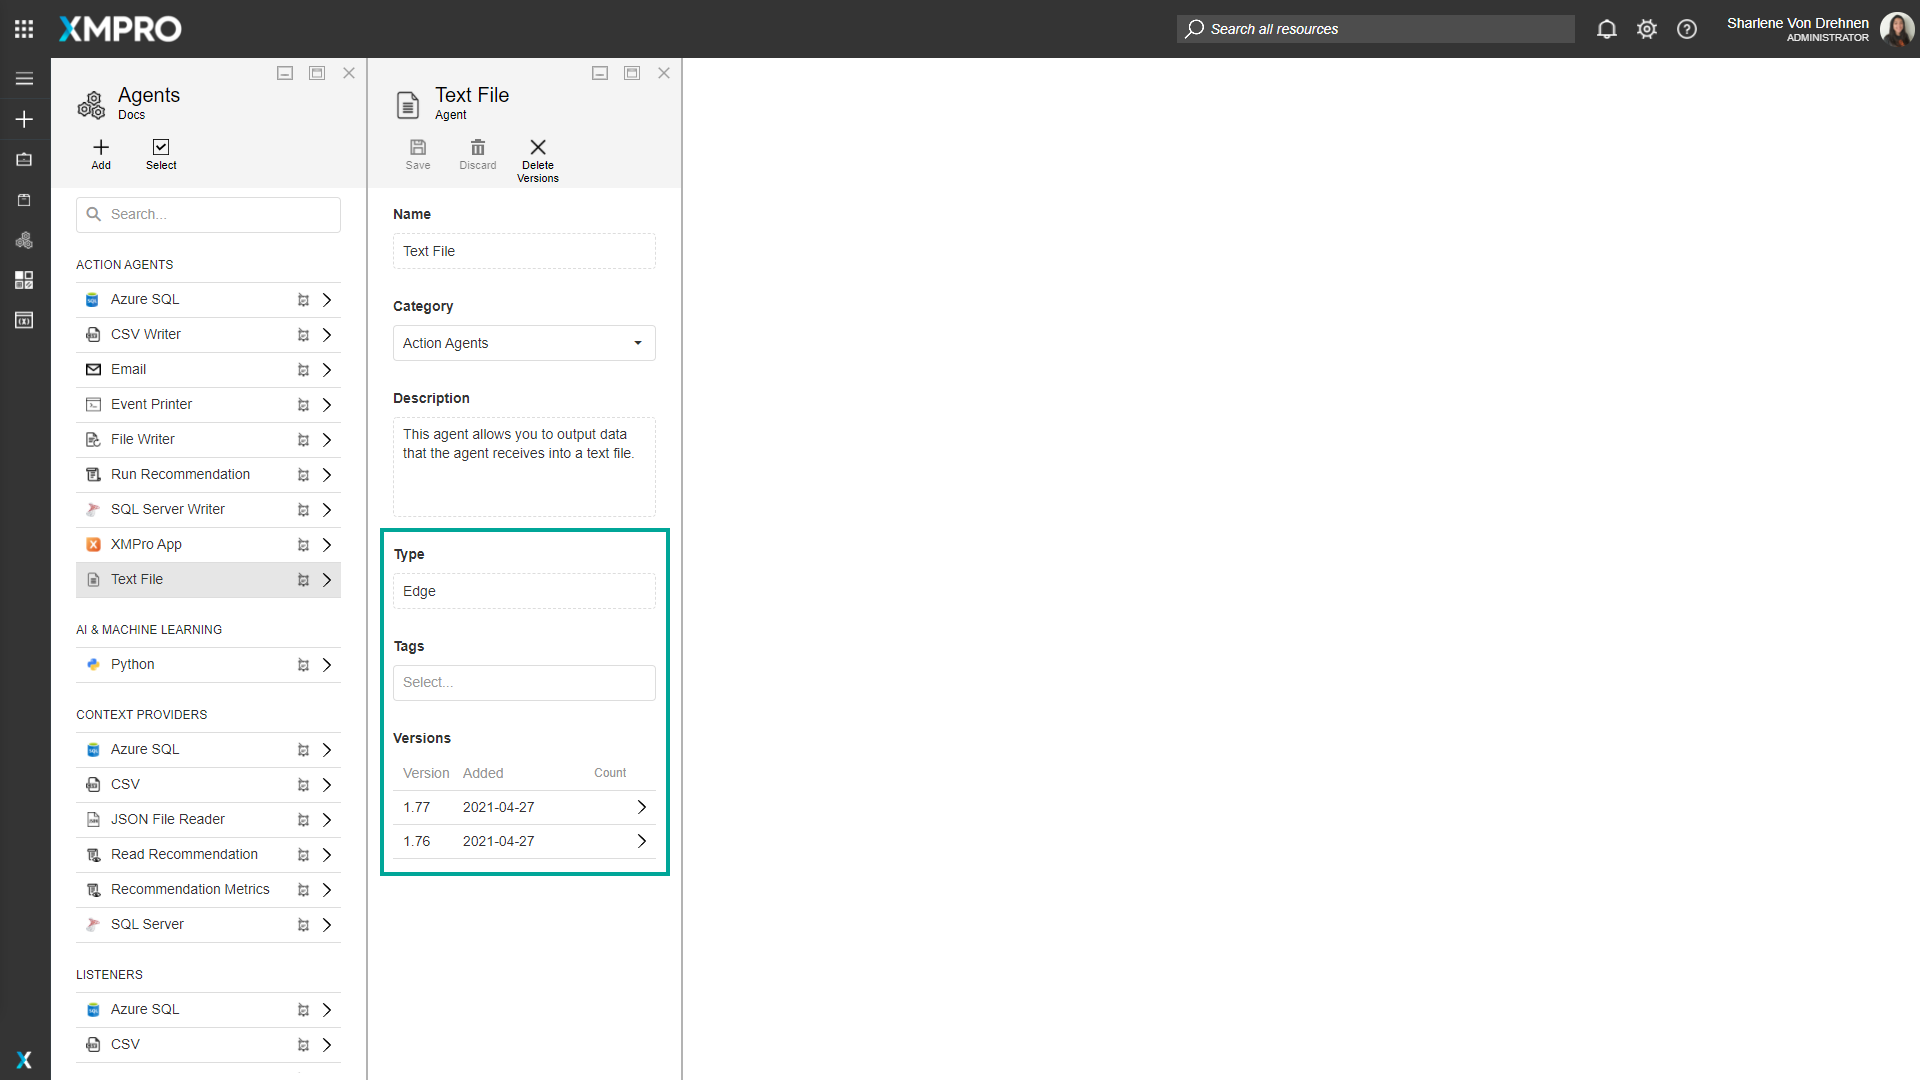 XMPRO
Search all resources
Sharlene Von Drehnen
ADMINISTRATOR
Agents
Docs
Add
Select
Search...
ACTION AGENTS
Azure SQL
CSV Writer
Email
Event Printer
File Writer
Run Recommendation
SQL Server Writer
XMPro App
Text File
AI & MACHINE LEARNING
Python
CONTEXT PROVIDERS
Azure SQL
CSV
JSON File Reader
Read Recommendation
Recommendation Metrics
SQL Server
LISTENERS
Azure SQL
CSV
Text File
Agent
Save
Discard
Delete
Versions
Name
Text File
Category
Action Agents
Description
This agent allows you to output data
that the agent receives into a text file.
Type
Edge
Tags
Select...
Versions
Version Added Count
1.77 2021-04-27
1.76 2021-04-27